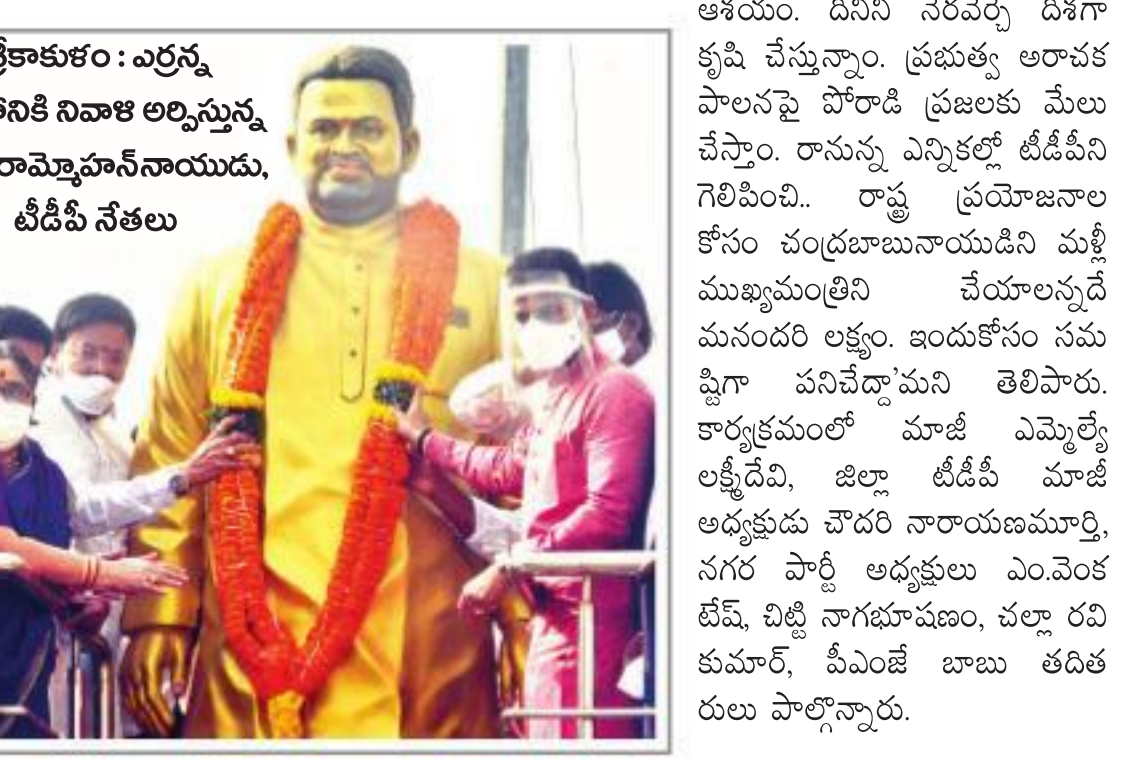 శ్రీకాకుళం : ఎర్రన్న
నివాళి అర్పిస్తున్న
రామ్మోహన్‌నాయుడు,
టీడీపీ నేతలు
ఆశయం. దీనిని నెరవేర్చే దిశగా
కృషి చేస్తున్నాం. ప్రభుత్వ అరాచక
పాలనపై పోరాడి ప్రజలకు మేలు
చేస్తాం. రానున్న ఎన్నికల్లో టీడీపీని
గెలిపించి.. రాష్ట్ర ప్రయోజనాల
కోసం చంద్రబాబునాయుడిని మళ్లీ
ముఖ్యమంత్రిని చేయాలన్నదే
మనందరి లక్ష్యం. ఇందుకోసం సమ
ష్టిగా పనిచేద్దా'మని తెలిపారు.
కార్యక్రమంలో మాజీ ఎమ్మెల్యే
లక్ష్మీదేవి, జిల్లా టీడీపీ మాజీ
అధ్యక్షుడు చౌదరి నారాయణమూర్తి,
నగర పార్టీ అధ్యక్షులు ఎం.వెంక
టేష్, చిట్టి నాగభూషణం, చల్లా రవి
కుమార్, పీఎంజే బాబు తదిత
రులు పాల్గొన్నారు.